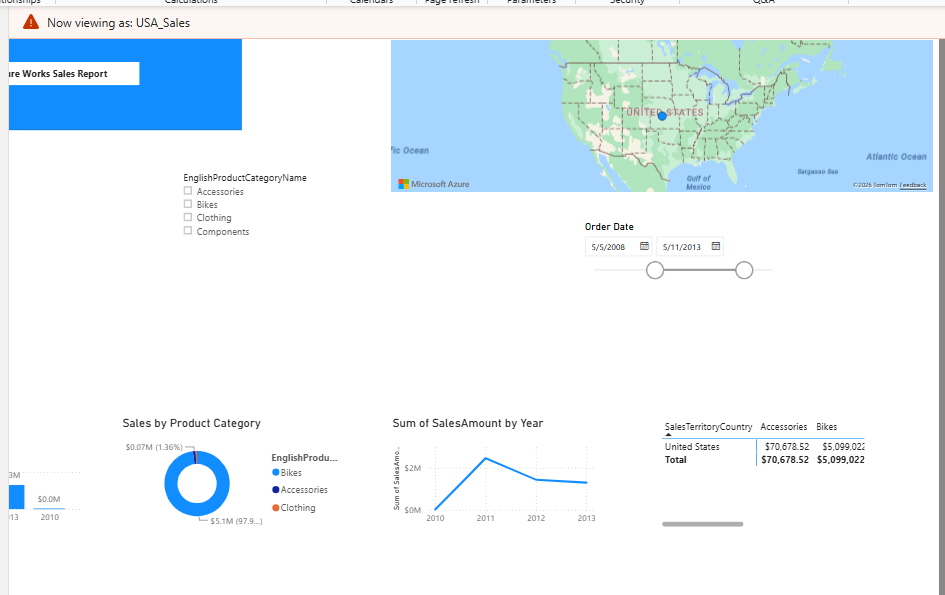 Calculations
Calendars
Page refresh
Parameters
Security
Q&A
Now viewing as: USA_Sales
ure Works Sales Report
UNITED STATES
fic Ocean
Atlantic Ocean
Sargasso Sea
Gulf of
Mexico
Microsoft Azure
©2026 TomTom Feedback
EnglishProductCategoryName
Accessories
Bikes
Clothing
Components
Order Date
5/5/2008
5/11/2013
3M
$0.0M
013
2010
Sales by Product Category
$0.07M (1.36%)
$5.1M (97.9...)
EnglishProdu...
Bikes
Accessories
Clothing
Sum of SalesAmount by Year
Sum of SalesAmo...
$2M
$0M
2010 2011 2012 2013
SalesTerritoryCountry Accessories Bikes
United States $70,678.52 $5,099,022
Total $70,678.52 $5,099,022